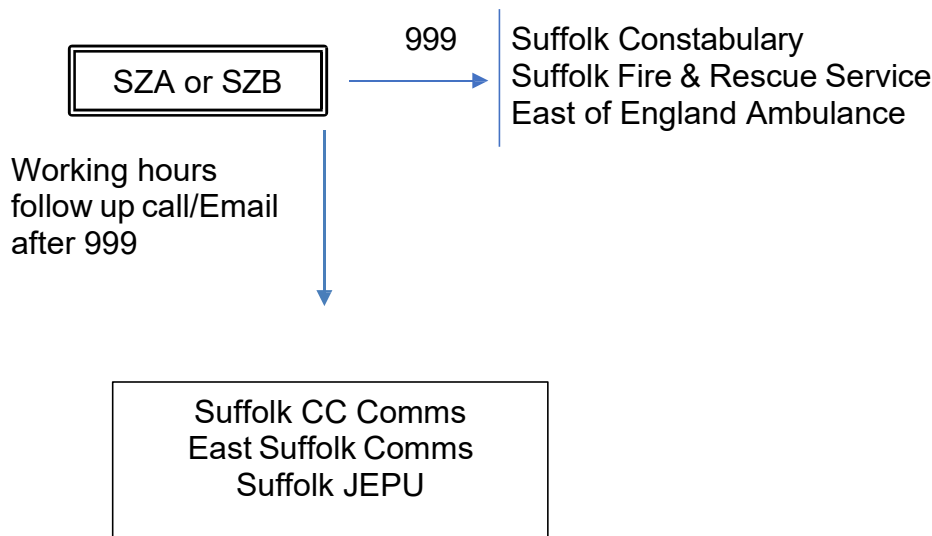 999
SZA or SZB
Suffolk Constabulary
Suffolk Fire & Rescue Service
East of England Ambulance
Working hours
follow up call/Email
after 999
Suffolk CC Comms
East Suffolk Comms
Suffolk JEPU